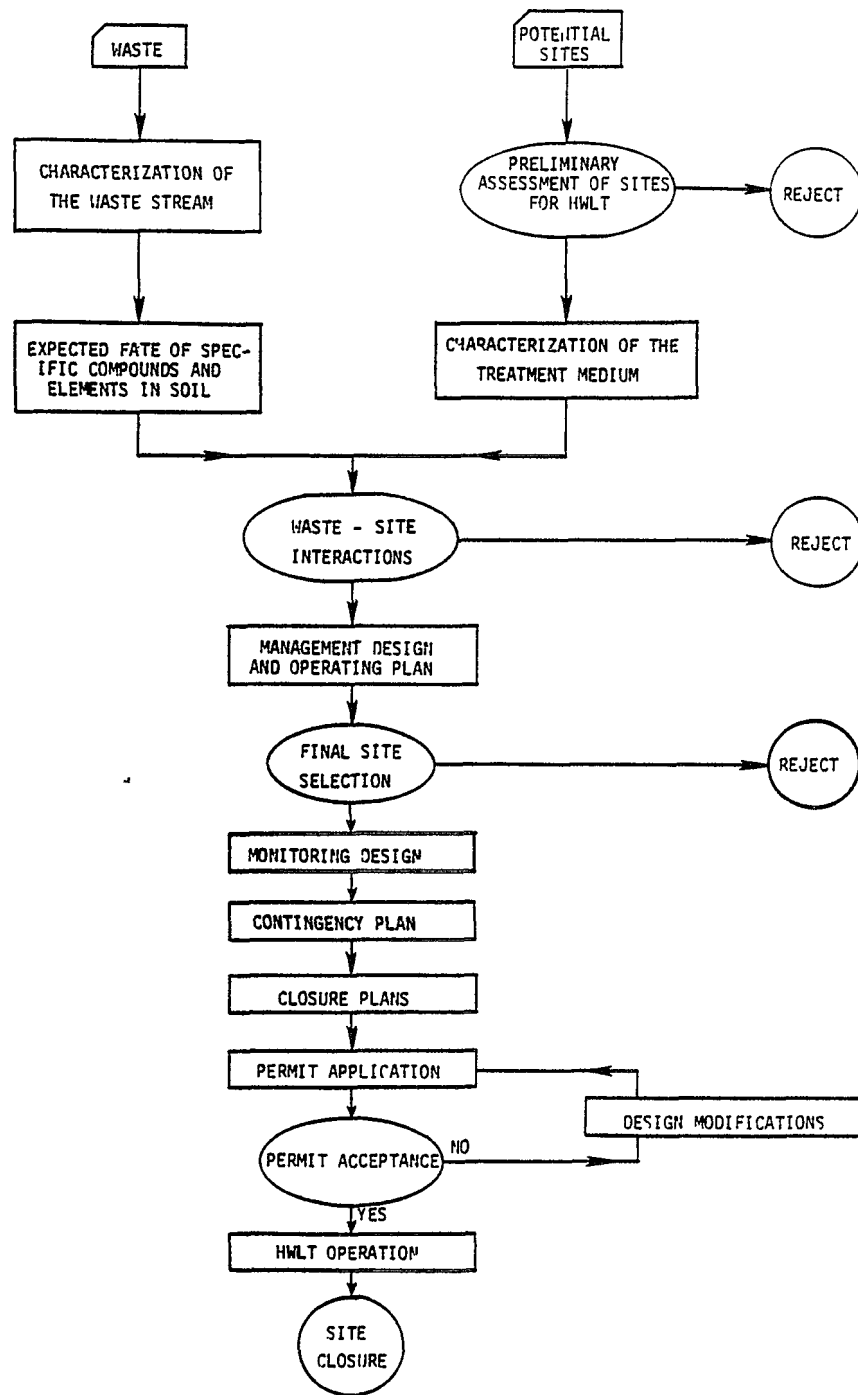 WASTE
POTENTIAL
SITES
CHARACTERIZATION OF
THE WASTE STREAM
PRELIMINARY
ASSESSMENT OF SITES
FOR HWLT
REJECT
EXPECTED FATE OF SPEC-
IFIC COMPOUNDS AND
ELEMENTS IN SOIL
CHARACTERIZATION OF THE
TREATMENT MEDIUM
WASTE - SITE
INTERACTIONS
REJECT
MANAGEMENT DESIGN
AND OPERATING PLAN
FINAL SITE
SELECTION
REJECT
MONITORING DESIGN
CONTINGENCY PLAN
CLOSURE PLANS
PERMIT APPLICATION
DESIGN MODIFICATIONS
PERMIT ACCEPTANCE
NO
YES
HWLT OPERATION
SITE
CLOSURE